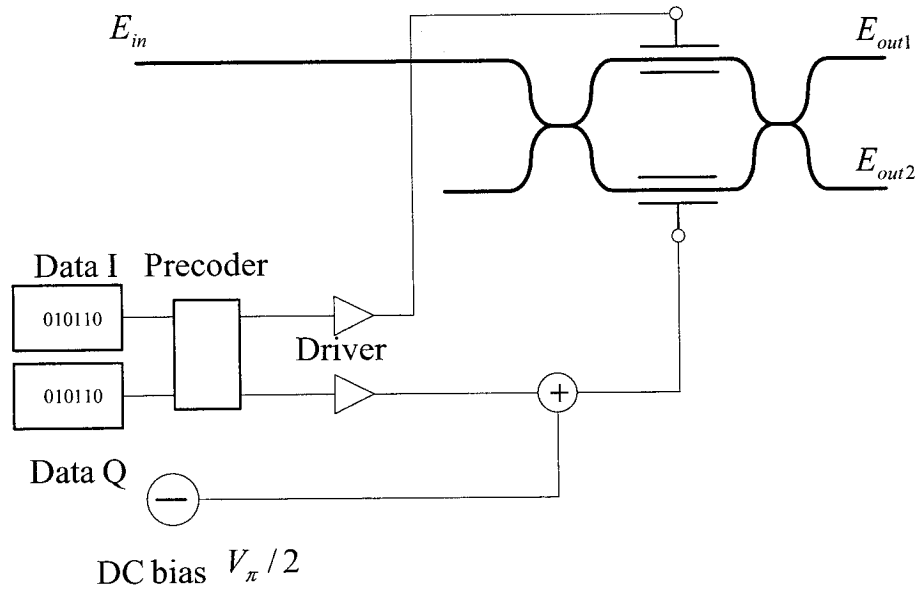 E_in
E_out1
E_out2
Data I Precoder
010110
Driver
010110
Data Q
DC bias V_π/2